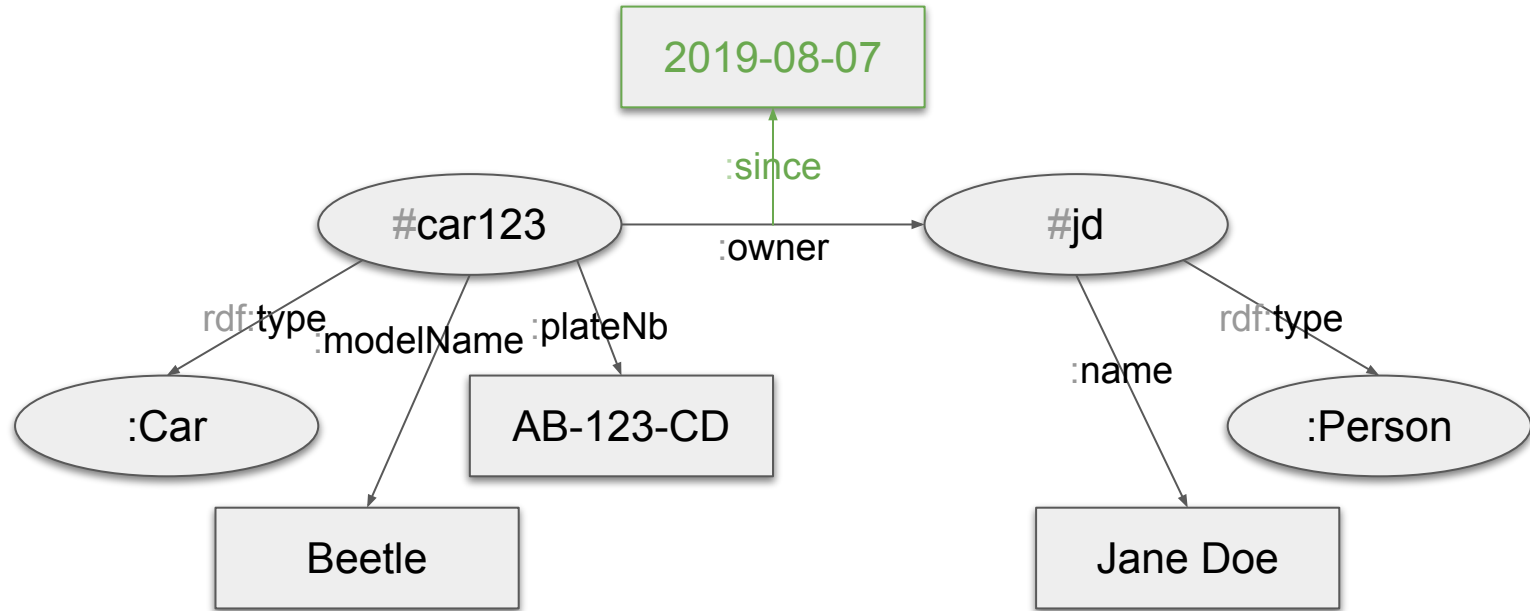 2019-08-07
:since
#car123
#jd
:owner
rdf:type
:modelName
:plateNb
rdf:type
:name
:Car
AB-123-CD
:Person
Beetle
Jane Doe